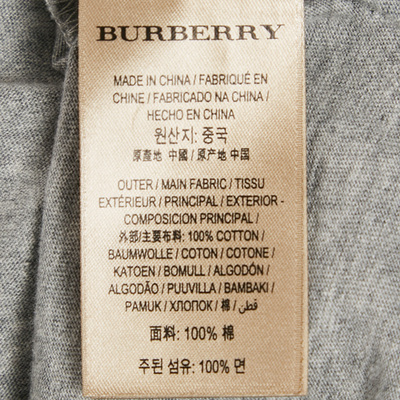 BURBERRY
MADE IN CHINA / FABRIQUÉ EN
CHINE / FABRICADO NA CHINA /
HECHO EN CHINA
원산지: 중국
原產地 中國 / 原产地 中国
OUTER / MAIN FABRIC / TISSU
EXTÉRIEUR / PRINCIPAL / EXTERIOR -
COMPOSICION PRINCIPAL /
外部/主要布料: 100% COTTON /
BAUMWOLLE / COTON / COTONE /
KATOEN / BOMULL / ALGODÓN /
ALGODÃO / PUUVILLA / BAMBAKI /
PAMUK / ХЛОПОК / 棉 / قطن /
面料: 100% 棉
주된 섬유: 100% 면